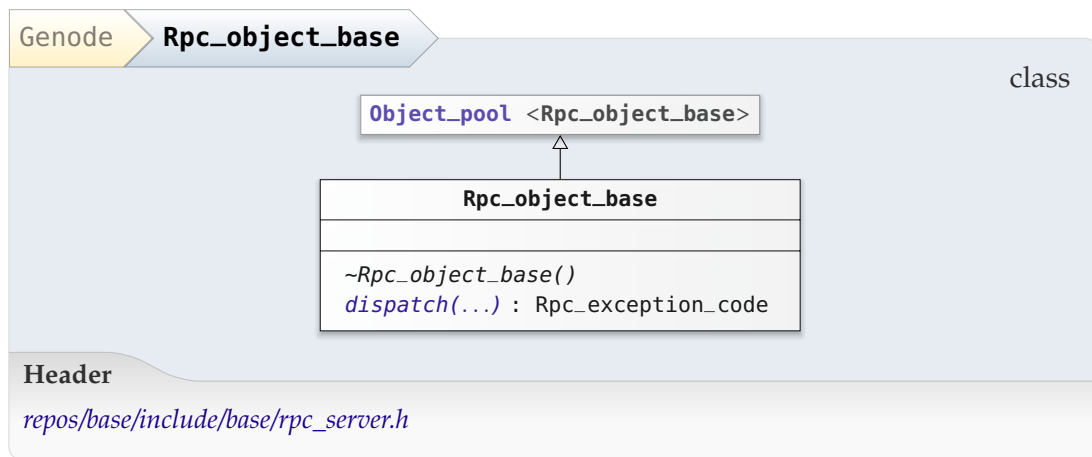 Genode Rpc_object_base
class
Object_pool <Rpc_object_base>
Rpc_object_base
~Rpc_object_base()
dispatch(...) : Rpc_exception_code
Header
repos/base/include/base/rpc_server.h